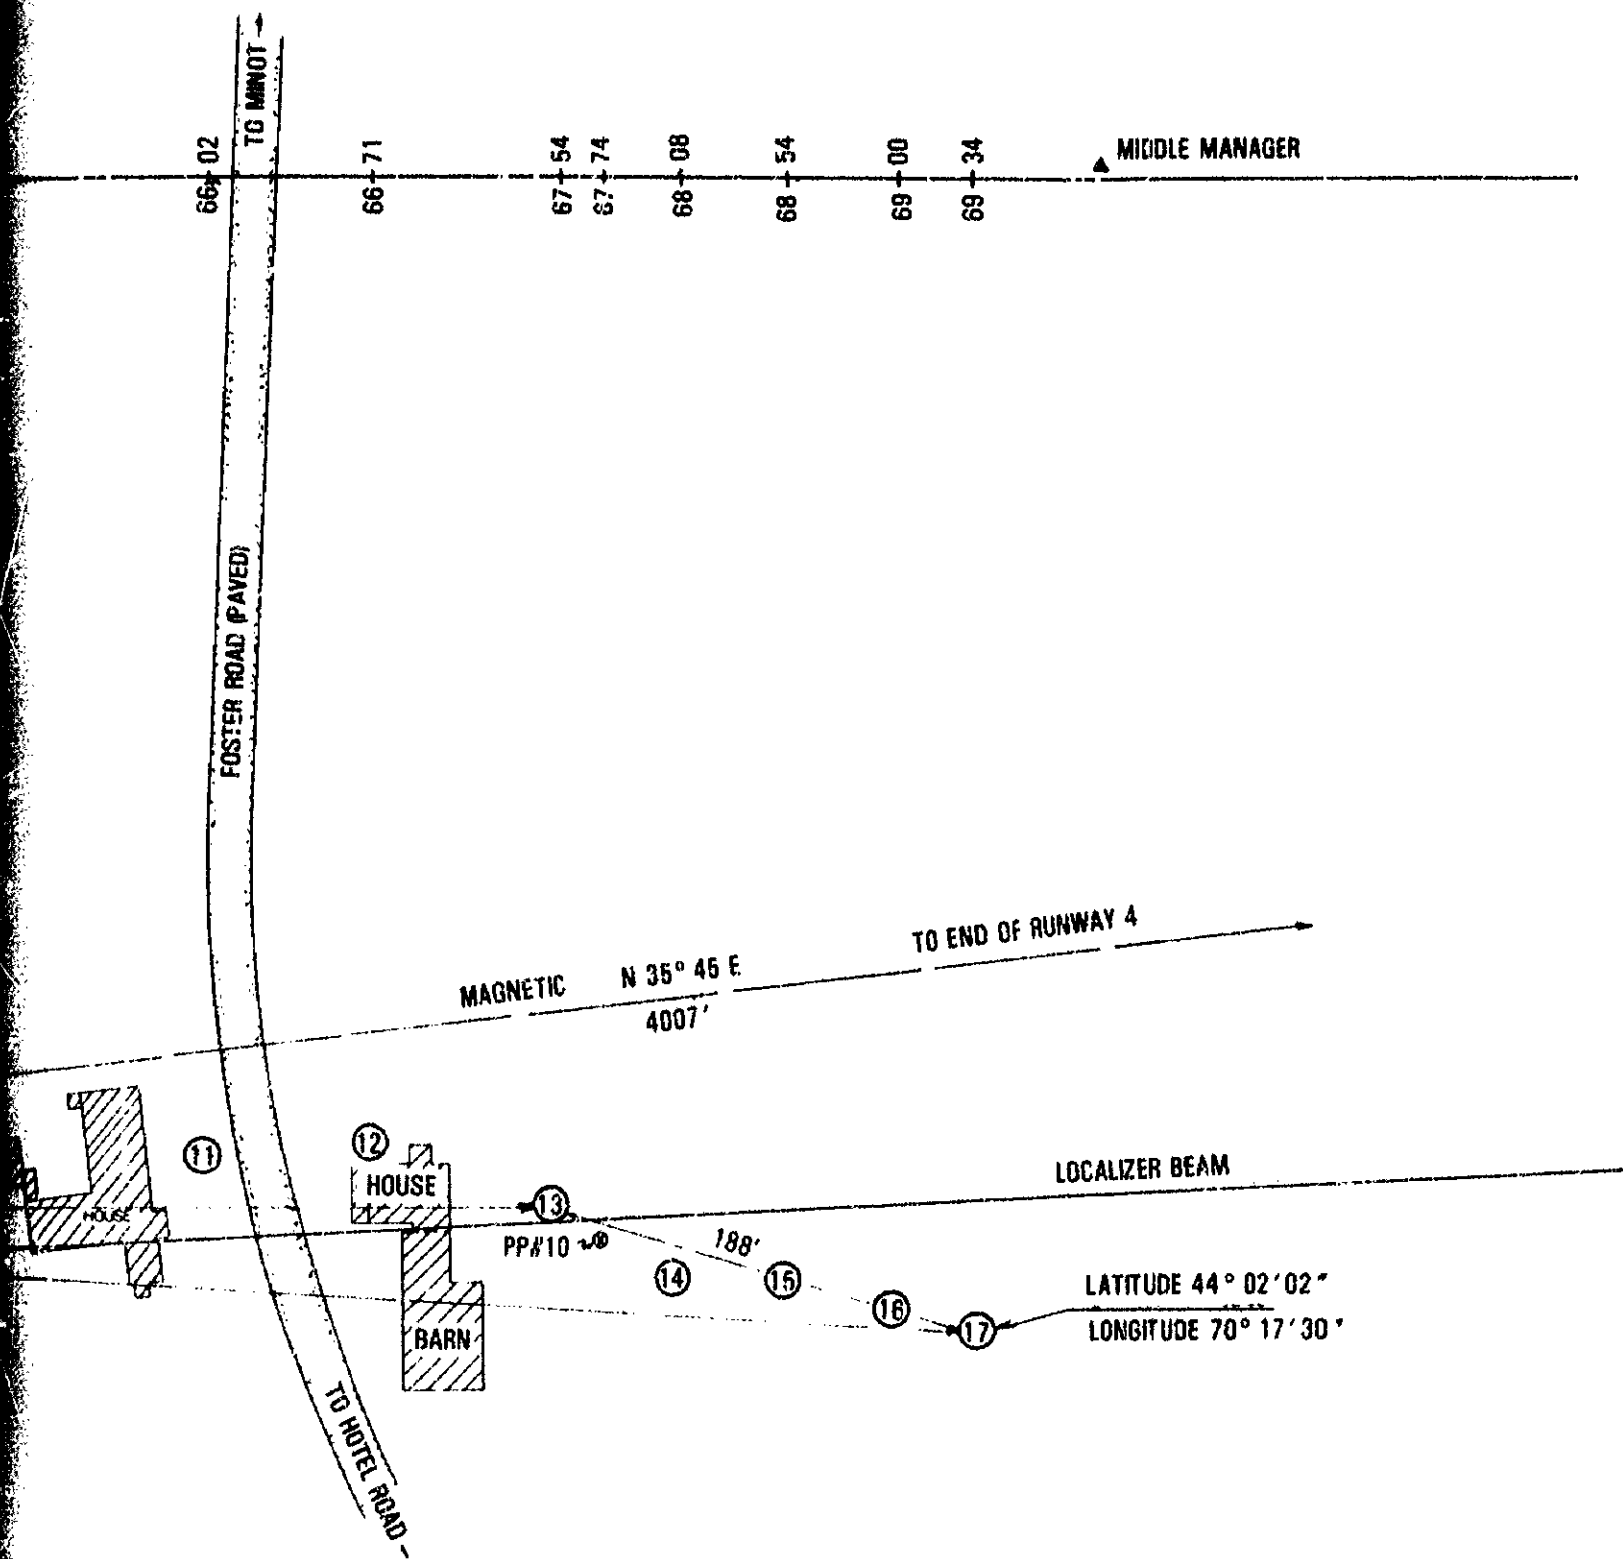 TO MINOT
02
71
54
74
08
54
00
34
MIDDLE MANAGER
66
66
67
67
68
68
69
69
FOSTER ROAD (PAVED)
TO END OF RUNWAY 4
MAGNETIC N 35° 45 E
4007'
11
12
HOUSE
LOCALIZER BEAM
13
HOUSE
PP#10
188'
14
15
16
17
LATITUDE 44° 02'02"
LONGITUDE 70° 17'30"
BARN
TO HOTEL ROAD